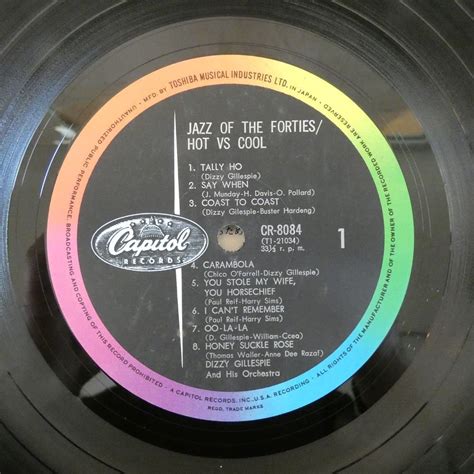 MFG. BY TOSHIBA MUSICAL INDUSTRIES LTD. IN JAPAN
UNAUTHORIZED PUBLIC PERFORMANCE, BROADCASTING AND COPYING OF THIS RECORD PROHIBITED
ALL RIGHTS OF THE MANUFACTURER AND OF THE OWNER OF THE RECORDED WORK RESERVED
JAZZ OF THE FORTIES/
HOT VS COOL
1. TALLY HO
(Dizzy Gillespie)
2. SAY WHEN
(J. Munday-H. Davis-O. Pollard)
3. COAST TO COAST
(Dizzy Gillespie-Buster Hardeng)
Capitol
RECORDS
CR-8084
(T1-21034)
33⅓ r. p. m.
1
4. CARAMBOLA
(Chico O'Farrell-Dizzy Gillespie)
5. YOU STOLE MY WIFE,
YOU HORSECHIEF
(Paul Reif-Harry Sims)
6. I CAN'T REMEMBER
(Paul Reif-Harry Sims)
7. OO-LA-LA
(D. Gillespie-William-Ccea)
8. HONEY SUCKLE ROSE
(Thomas Waller-Anne Dee Razaf)
DIZZY GILLESPIE
And His Orchestra
A CAPITOL RECORDS, INC., U.S.A. RECORDING
REGD. TRADE MARKS